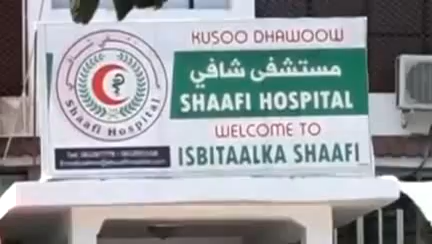 KUSOO DHAWOOW
مستشفى شافي
SHAAFI HOSPITAL
WELCOME TO
ISBITAALKA SHAAFI
Shaafi Hospital